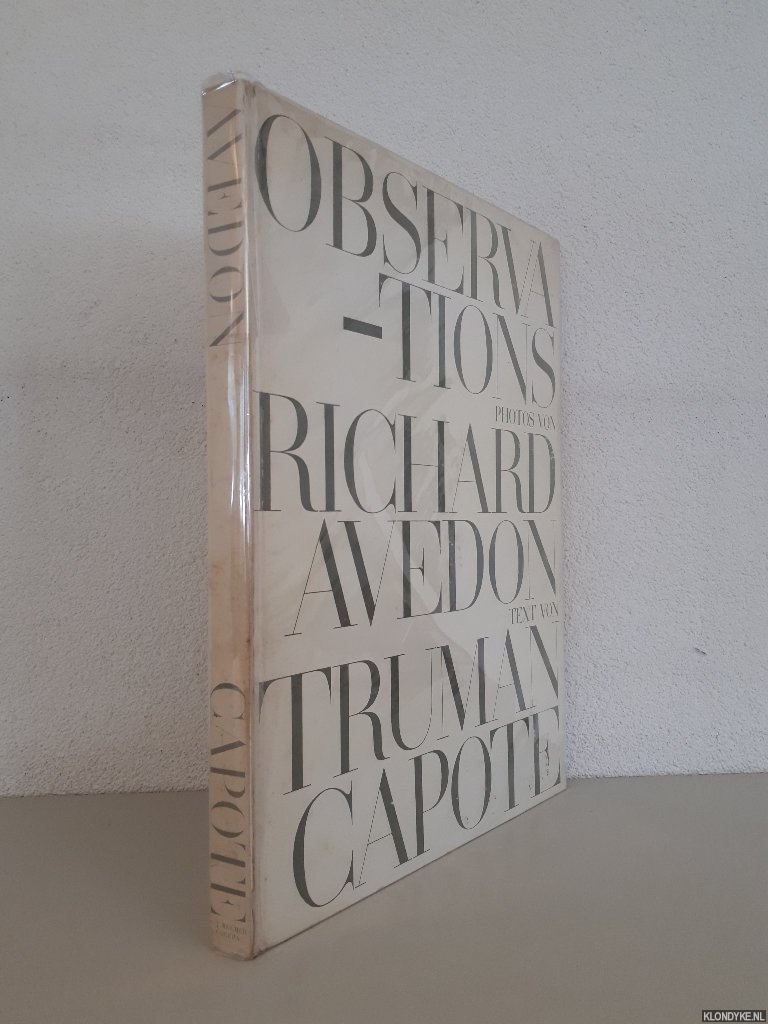 AVEDON
CAPOTE
OBSERVA
-TIONS
PHOTOS VON
RICHARD
AVEDON
TEXT VON
TRUMAN
CAPOTE
KLONDYKE.NL